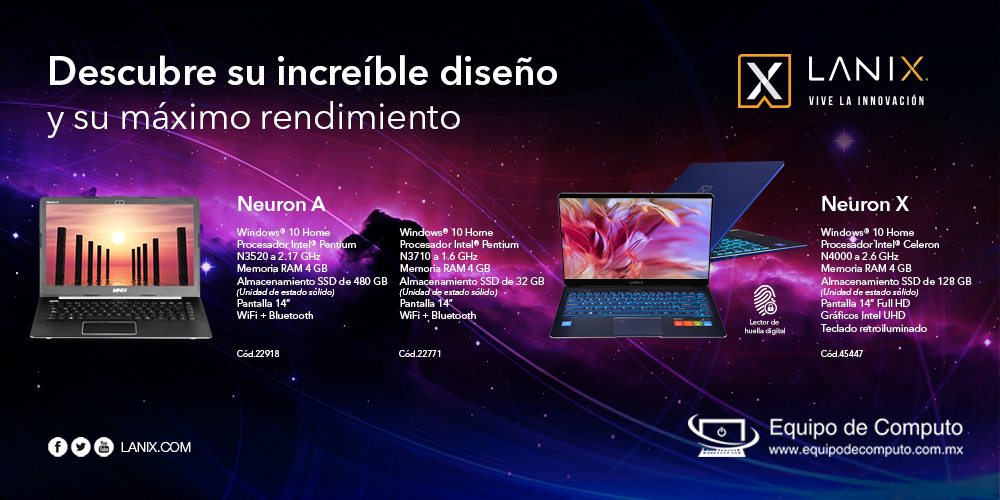 Descubre su increíble diseño
y su máximo rendimiento
X LANIX
VIVE LA INNOVACIÓN
Neuron A
Windows® 10 Home
Procesador Intel® Pentium
N3520 a 2.17 GHz
Memoria RAM 4 GB
Almacenamiento SSD de 480 GB
(Unidad de estado sólido)
Pantalla 14"
WiFi + Bluetooth
Cód.22918
Windows® 10 Home
Procesador Intel® Pentium
N3710 a 1.6 GHz
Memoria RAM 4 GB
Almacenamiento SSD de 32 GB
(Unidad de estado sólido)
Pantalla 14"
WiFi + Bluetooth
Cód.22771
LANIX
LANIX
Lector de
huella digital
Neuron X
Windows® 10 Home
Procesador Intel® Celeron
N4000 a 2.6 GHz
Memoria RAM 4 GB
Almacenamiento SSD de 128 GB
(Unidad de estado sólido)
Pantalla 14" Full HD
Gráficos Intel UHD
Teclado retroiluminado
Cód.45447
You
Tube
LANIX.COM
Equipo de Computo
www.equipodecomputo.com.mx